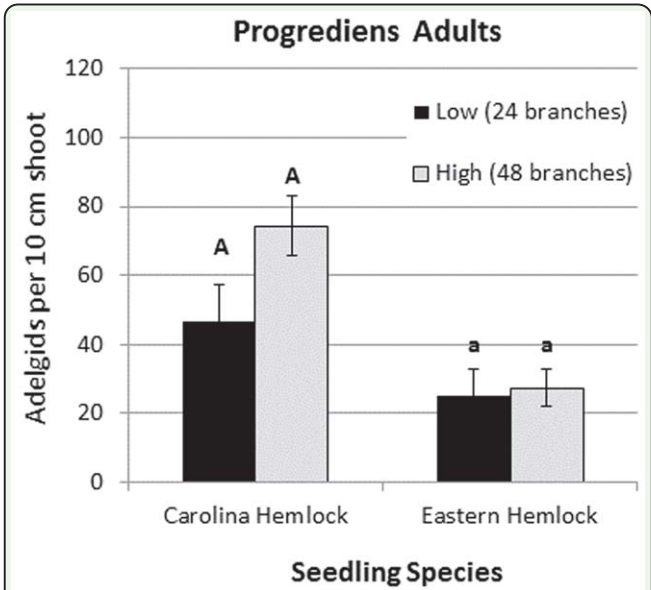 Progrediens Adults
Adelgids per 10 cm shoot
120
100
80
60
40
20
0
Low (24 branches)
High (48 branches)
A
A
a
a
Carolina Hemlock
Eastern Hemlock
Seedling Species